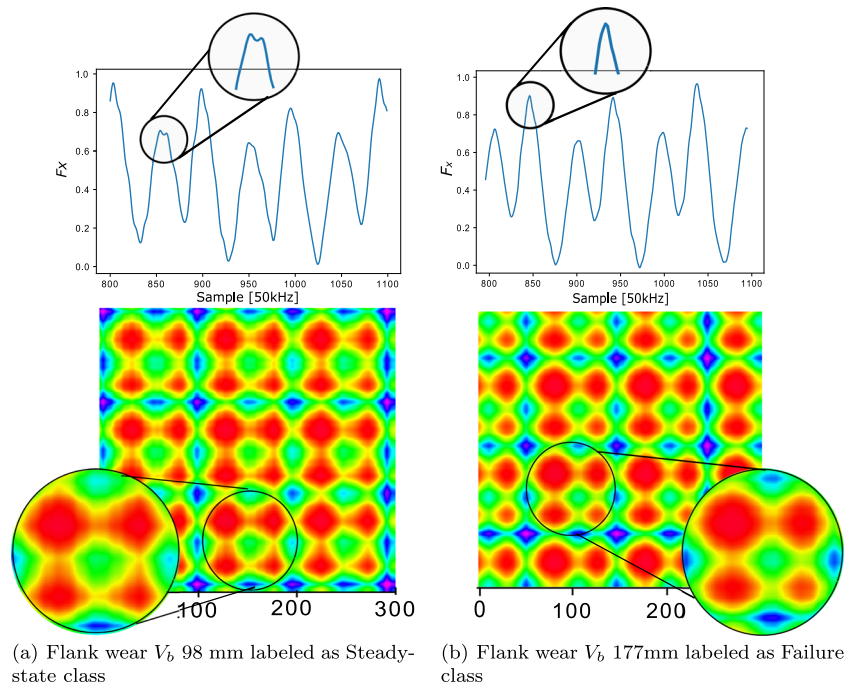 1.0
0.8
0.6
0.4
0.2
0.0
Fx
800 850 900 950 1000 1050 1100
Sample [50kHz]
1.0
0.8
0.6
0.4
0.2
0.0
Fx
800 850 900 950 1000 1050 1100
Sample [50kHz]
100 200 300
0 100 200
(a) Flank wear V_b 98 mm labeled as Steady-
state class
(b) Flank wear V_b 177mm labeled as Failure
class